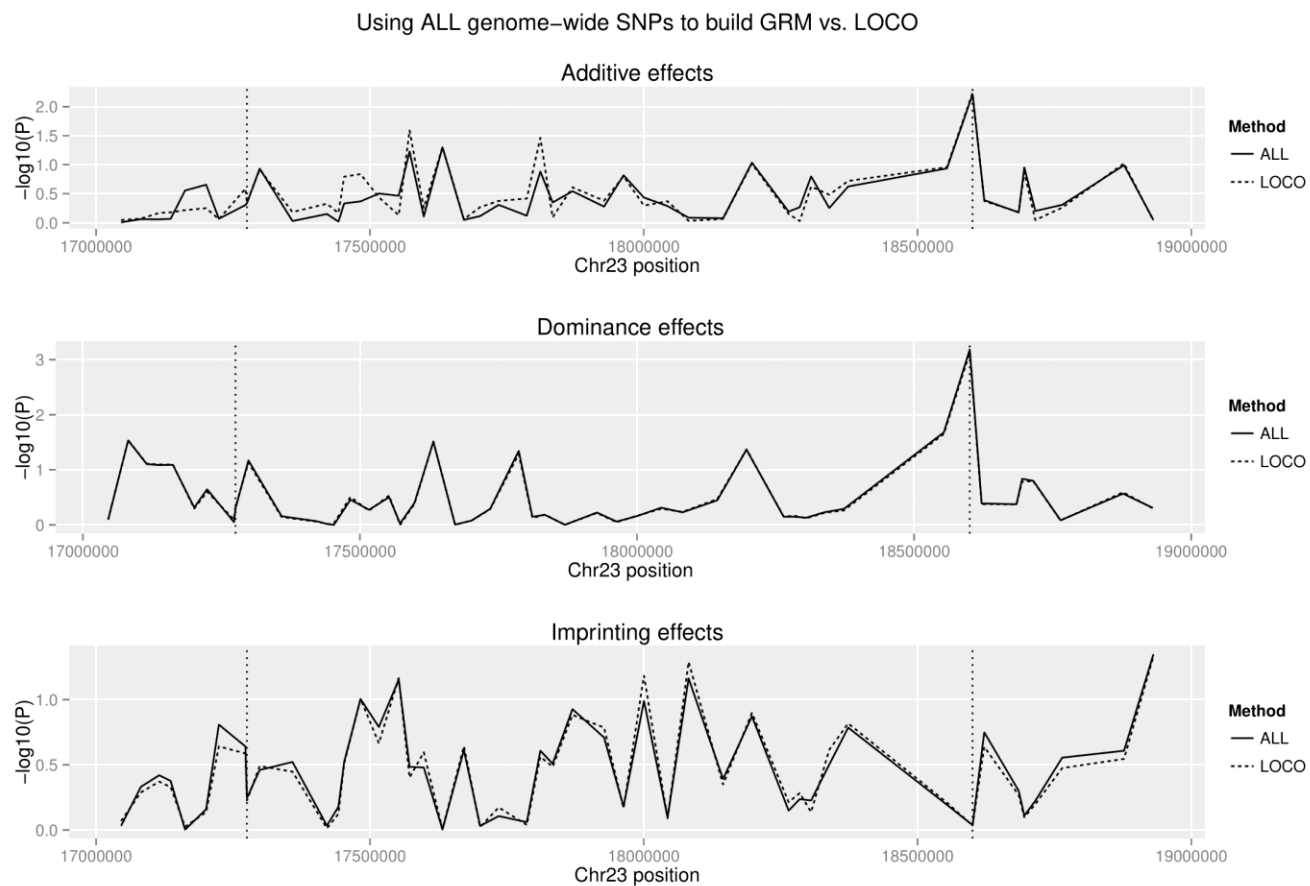 Using ALL genome−wide SNPs to build GRM vs. LOCO
Additive effects
−log10(P)
2.0
1.5
1.0
0.5
0.0
17000000 17500000 18000000 18500000 19000000
Chr23 position
Method
ALL
LOCO
Dominance effects
−log10(P)
3
2
1
0
17000000 17500000 18000000 18500000 19000000
Chr23 position
Method
ALL
LOCO
Imprinting effects
−log10(P)
1.0
0.5
0.0
17000000 17500000 18000000 18500000 19000000
Chr23 position
Method
ALL
LOCO